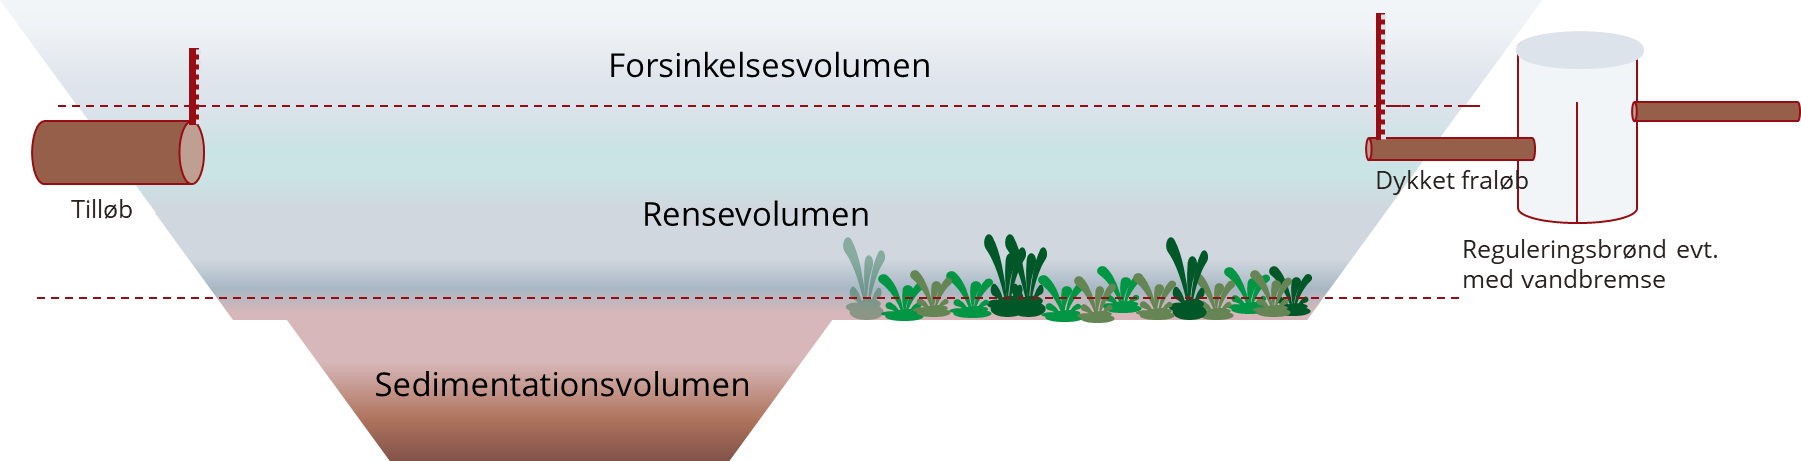 Forsinkelsesvolumen
Tilløb
Dykket fraløb
Rensevolumen
Reguleringsbrønd evt.
med vandbremse
Sedimentationsvolumen